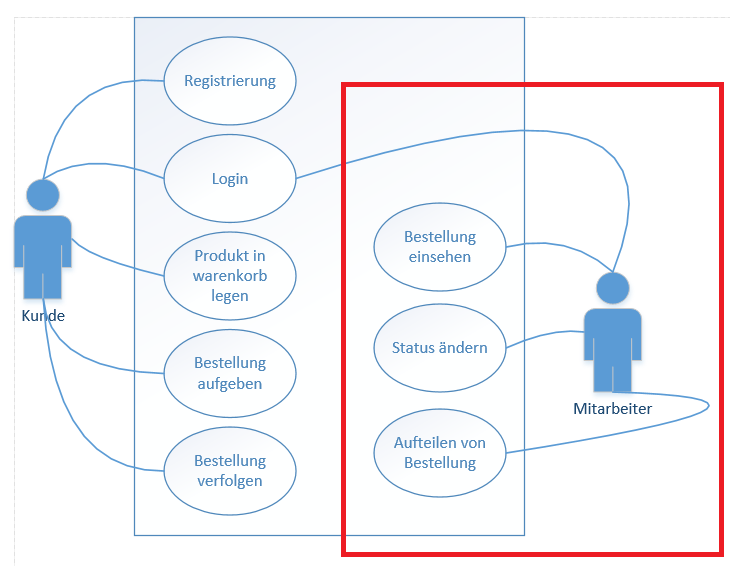 Registrierung
Login
Produkt in
warenkorb
legen
Bestellung
aufgeben
Bestellung
verfolgen
Kunde
Bestellung
einsehen
Status ändern
Aufteilen von
Bestellung
Mitarbeiter